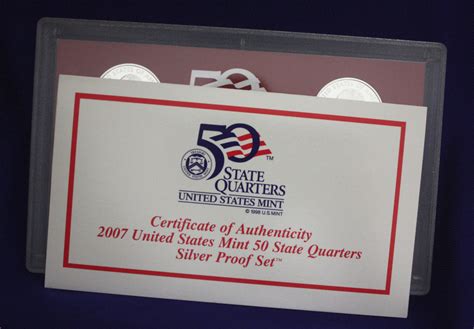 50
50™
STATE
QUARTERS
UNITED STATES MINT
© 1998 U.S. MINT
Certificate of Authenticity
2007 United States Mint 50 State Quarters
Silver Proof Set™